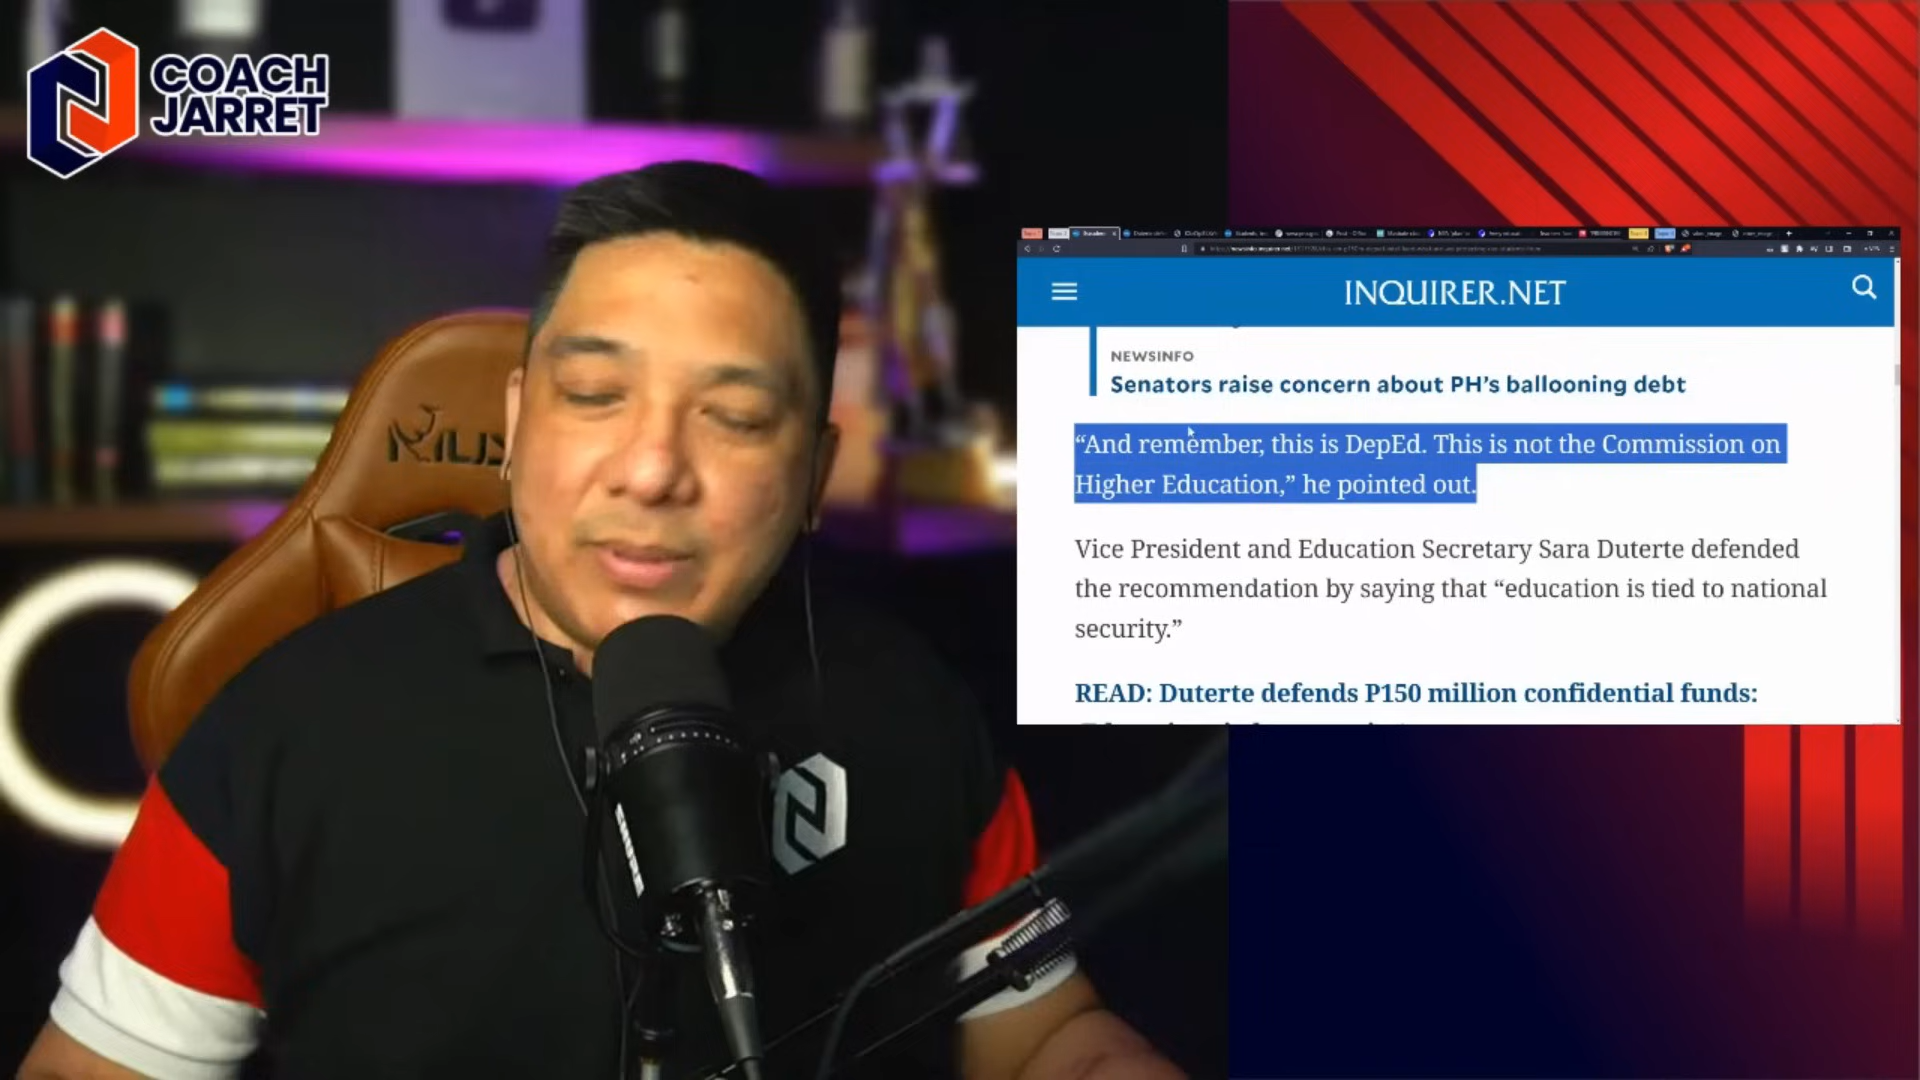 COACH
JARRET
INQUIRER.NET
NEWSINFO
Senators raise concern about PH's ballooning debt
“And remember, this is DepEd. This is not the Commission on
Higher Education,” he pointed out.
Vice President and Education Secretary Sara Duterte defended
the recommendation by saying that “education is tied to national
security.”
READ: Duterte defends P150 million confidential funds:
SHURE